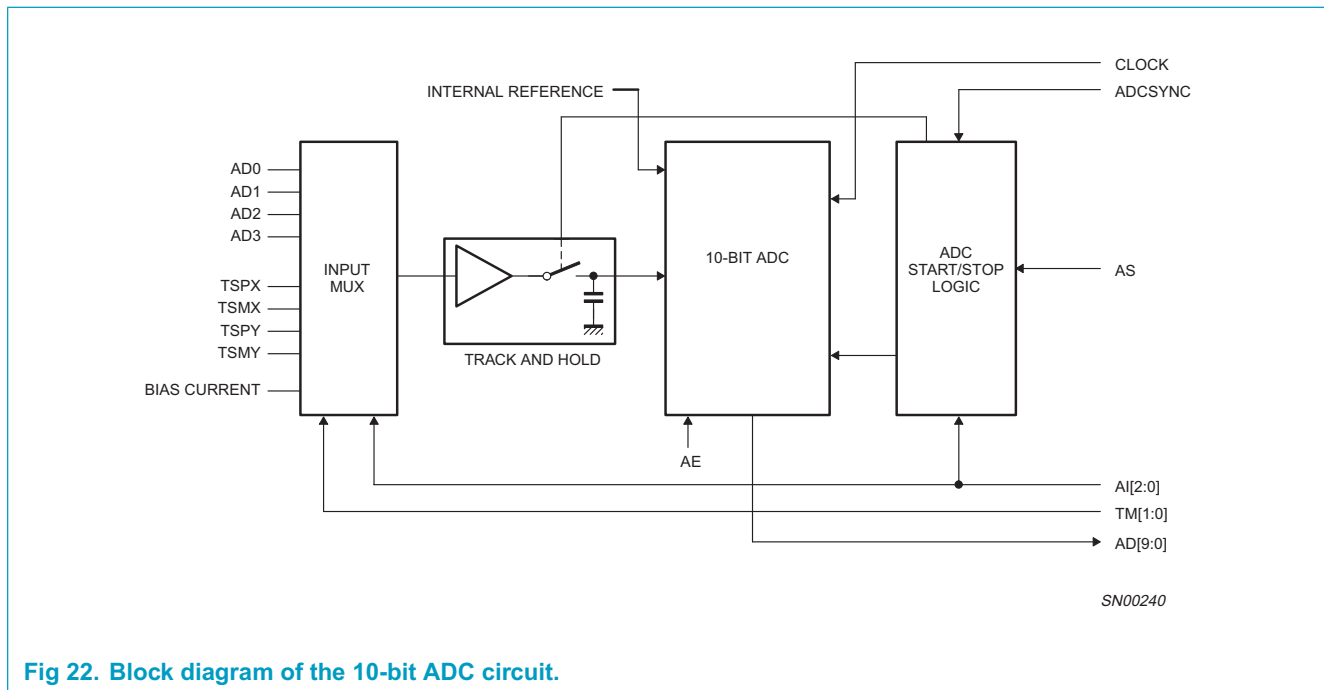 CLOCK
INTERNAL REFERENCE
ADCSYNC
AD0
AD1
AD2
AD3
TSPX
TSMX
TSPY
TSMY
BIAS CURRENT
INPUT
MUX
TRACK AND HOLD
10-BIT ADC
ADC
START/STOP
LOGIC
AS
AE
AI[2:0]
TM[1:0]
AD[9:0]
SN00240
Fig 22. Block diagram of the 10-bit ADC circuit.